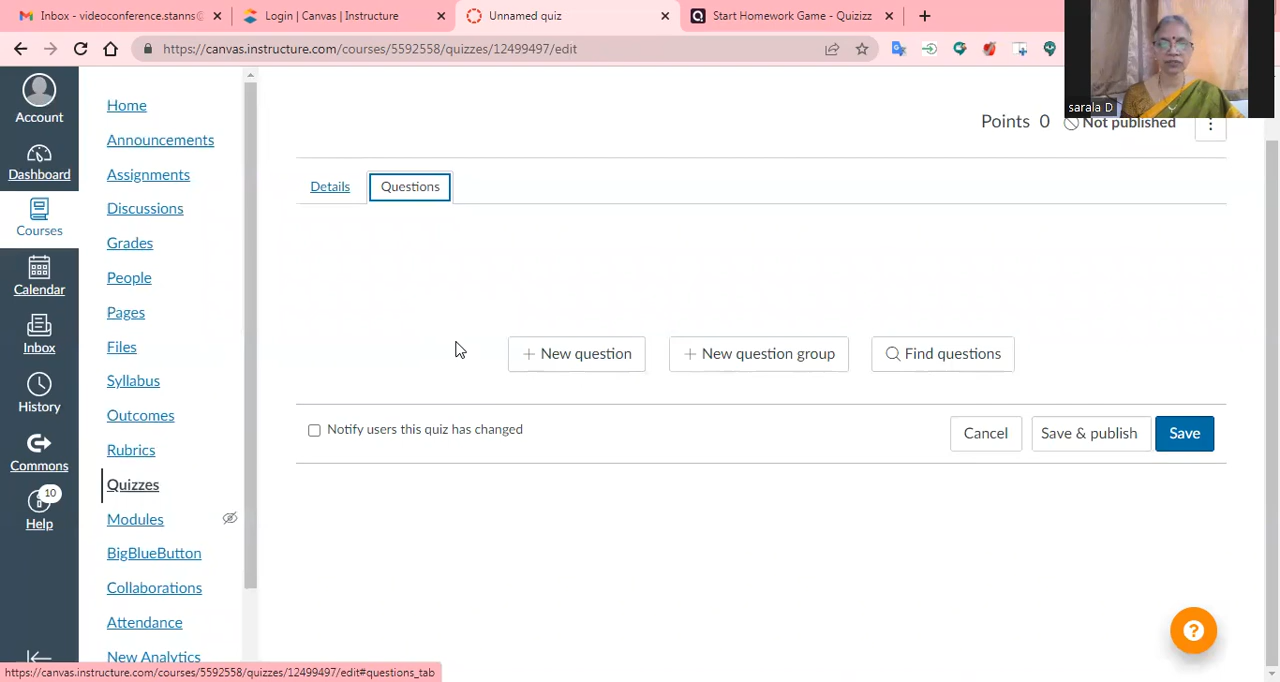 Inbox - videoconference.stanns@
Login | Canvas | Instructure
Unnamed quiz
Start Homework Game - Quizizz
https://canvas.instructure.com/courses/5592558/quizzes/12499497/edit
sarala D
Account
Dashboard
Courses
Calendar
Inbox
History
Commons
10
Help
Home
Announcements
Assignments
Discussions
Grades
People
Pages
Files
Syllabus
Outcomes
Rubrics
Quizzes
Modules
BigBlueButton
Collaborations
Attendance
New Analytics
Points 0 Not published
Details
Questions
+ New question
+ New question group
Find questions
Notify users this quiz has changed
Cancel
Save & publish
Save
?
https://canvas.instructure.com/courses/5592558/quizzes/12499497/edit#questions_tab